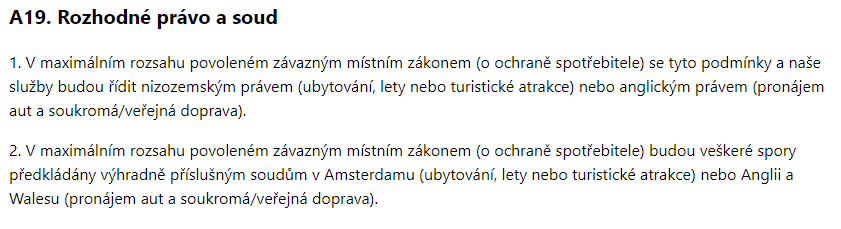 A19. Rozhodné právo a soud
1. V maximálním rozsahu povoleném závazným místním zákonem (o ochraně spotřebitele) se tyto podmínky a naše
služby budou řídit nizozemským právem (ubytování, lety nebo turistické atrakce) nebo anglickým právem (pronájem
aut a soukromá/veřejná doprava).
2. V maximálním rozsahu povoleném závazným místním zákonem (o ochraně spotřebitele) budou veškeré spory
předkládány výhradně příslušným soudům v Amsterdamu (ubytování, lety nebo turistické atrakce) nebo Anglii a
Walesu (pronájem aut a soukromá/veřejná doprava).